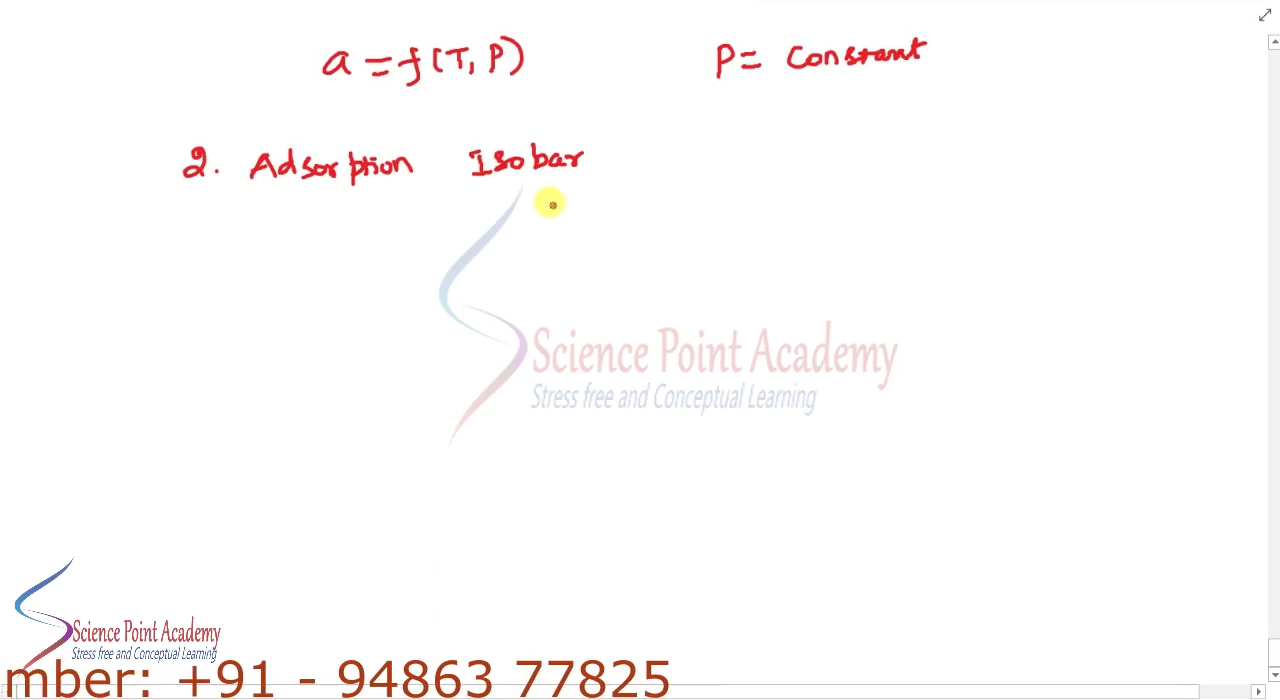 a = f(T, P) P = Constant
2. Adsorption Isobar
Science Point Academy
Stress free and Conceptual Learning
Science Point Academy
Stress free and Conceptual Learning
mber: +91 - 94863 77825